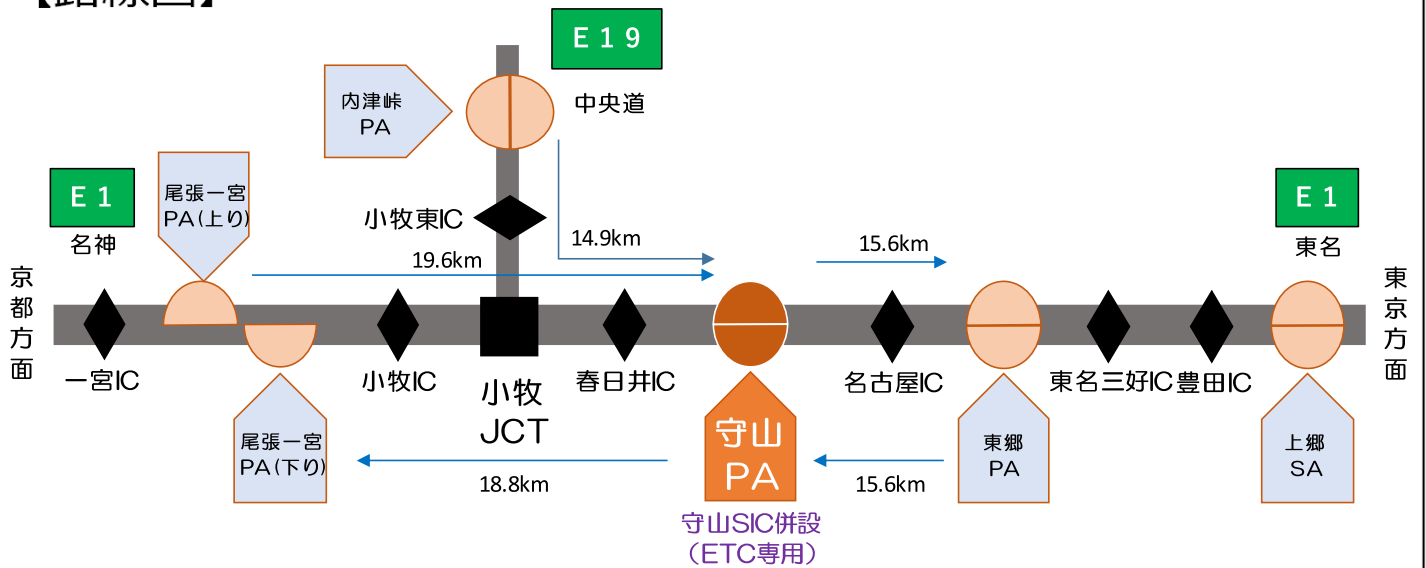 【路線図】
E19
中央道
内津峠
PA
E1
名神
尾張一宮
PA(上り)
小牧東IC
14.9km
19.6km
15.6km
E1
東名
京都方面
東京方面
一宮IC
小牧IC
小牧
JCT
春日井IC
名古屋IC
東名三好IC
豊田IC
尾張一宮
PA(下り)
18.8km
守山
PA
15.6km
東郷
PA
上郷
SA
守山SIC併設
（ETC専用）